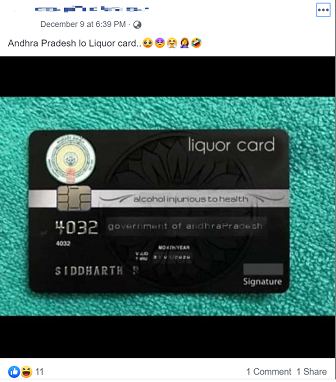 December 9 at 6:39 PM ·
Andhra Pradesh lo Liquor card..🥺😈😤🤦‍♀️🤣
liquor card
alcohol injurious to health
4032 government of andhraPradesh
4032
MONTH/YEAR
SIDDHARTH
Signature
11
1 Comment 1 Share